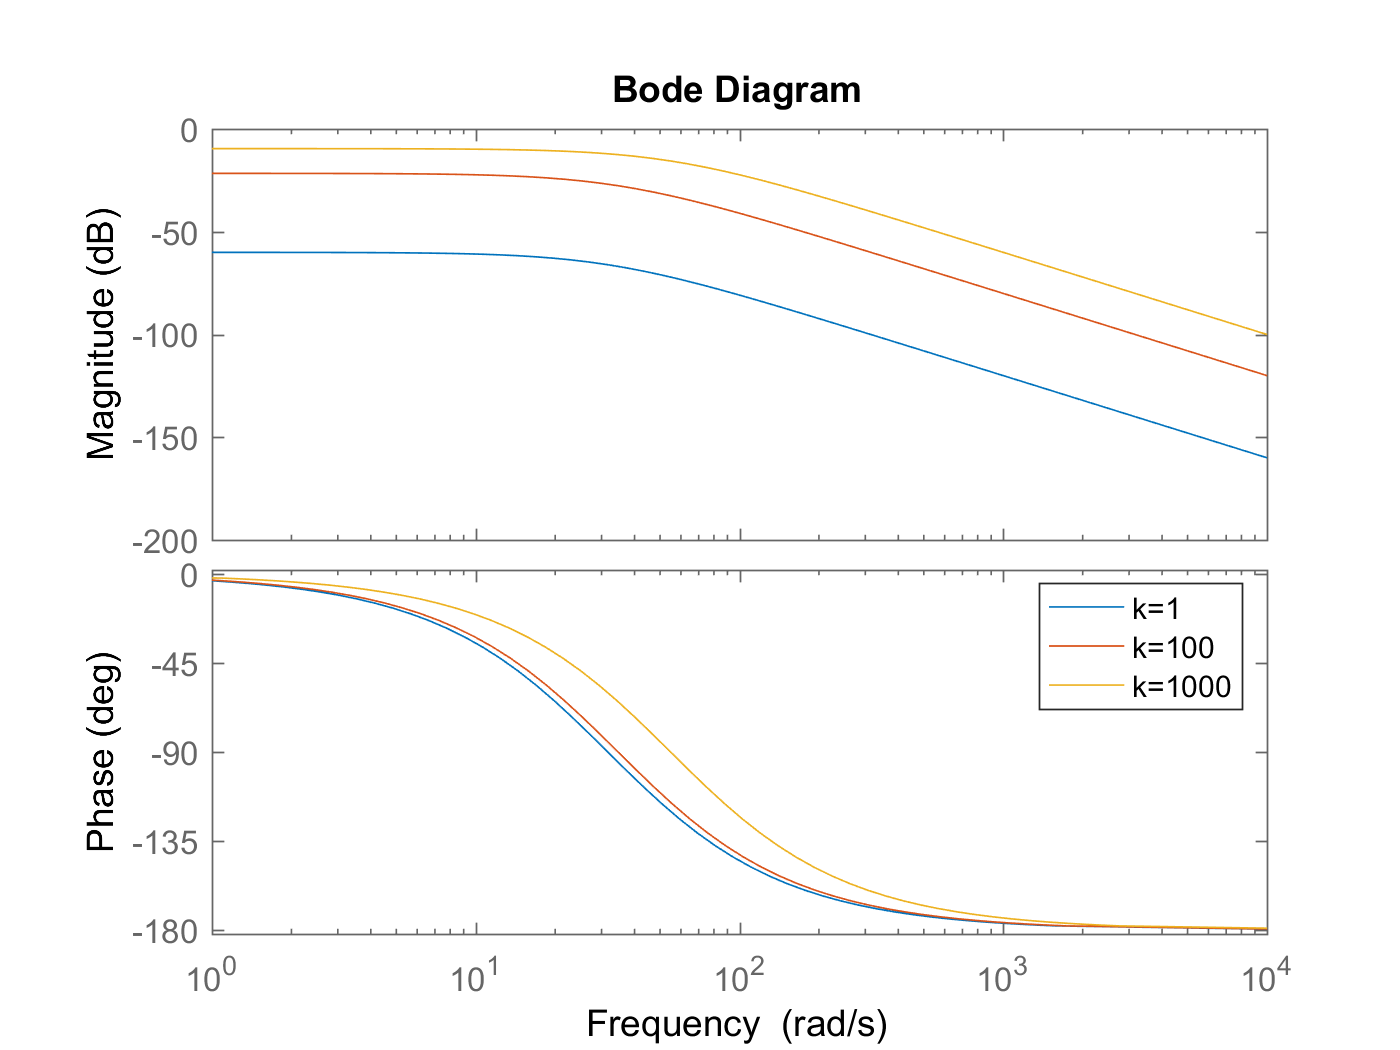 Bode Diagram
Magnitude (dB)
0
-50
-100
-150
-200
Phase (deg)
0
-45
-90
-135
-180
k=1
k=100
k=1000
10^0 10^1 10^2 10^3 10^4
Frequency (rad/s)